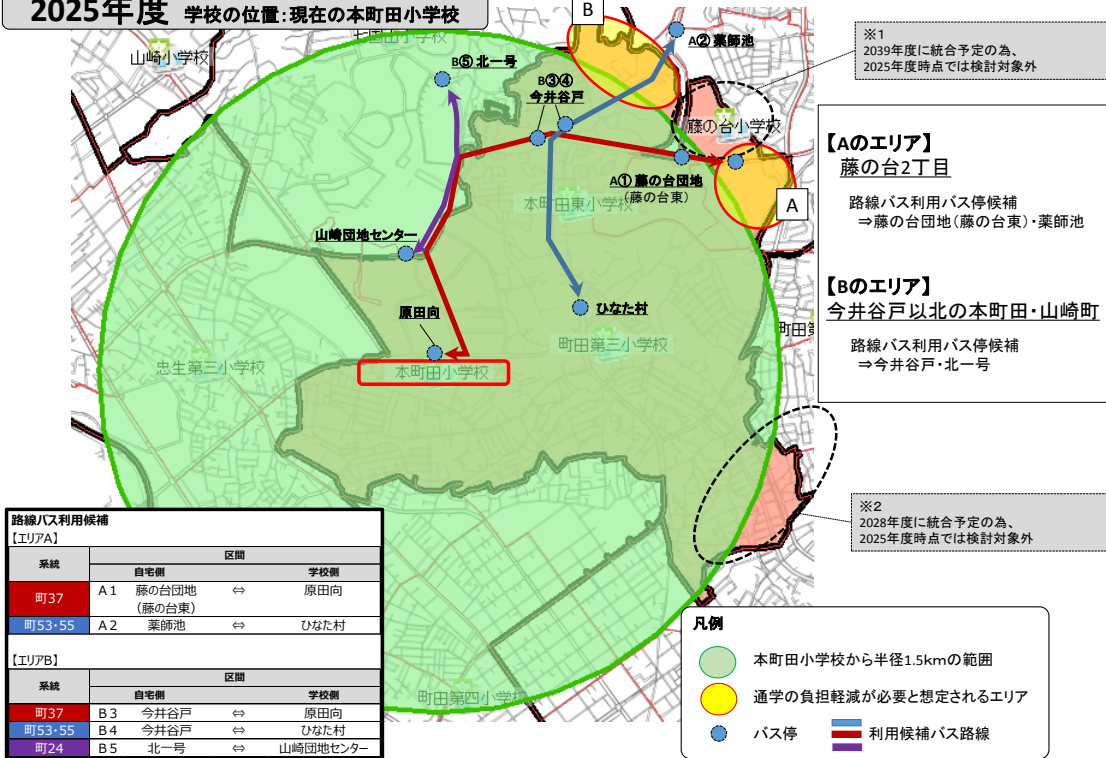 2025年度 学校の位置:現在の本町田小学校
B
A② 薬師池
七国山小学校
山崎小学校
B⑤ 北一号
B③④
今井谷戸
藤の台小学校
A① 藤の台団地
(藤の台東)
A
本町田東小学校
山崎団地センター
原田向
ひなた村
町田第三小学校
本町田小学校
忠生第三小学校
町田第四小学校
※1
2039年度に統合予定の為、
2025年度時点では検討対象外
【Aのエリア】
藤の台2丁目
路線バス利用バス停候補
⇒藤の台団地(藤の台東)・薬師池
【Bのエリア】
今井谷戸以北の本町田・山崎町
路線バス利用バス停候補
⇒今井谷戸・北一号
※2
2028年度に統合予定の為、
2025年度時点では検討対象外
路線バス利用候補
【エリアA】
系統 区間
自宅側 学校側
町37 A1 藤の台団地 ⇔ 原田向
(藤の台東)
町53・55 A2 薬師池 ⇔ ひなた村
【エリアB】
系統 区間
自宅側 学校側
町37 B3 今井谷戸 ⇔ 原田向
町53・55 B4 今井谷戸 ⇔ ひなた村
町24 B5 北一号 ⇔ 山崎団地センター
凡例
本町田小学校から半径1.5kmの範囲
通学の負担軽減が必要と想定されるエリア
バス停 利用候補バス路線